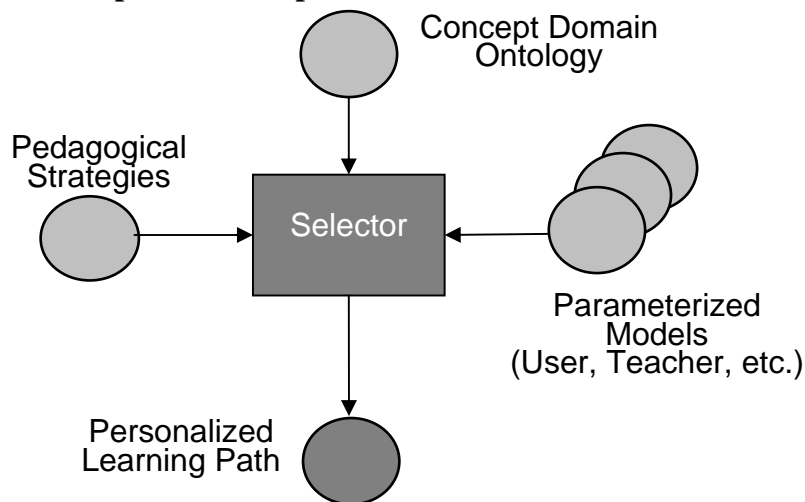 Concept Domain
Ontology
Pedagogical
Strategies
Selector
Parameterized
Models
(User, Teacher, etc.)
Personalized
Learning Path